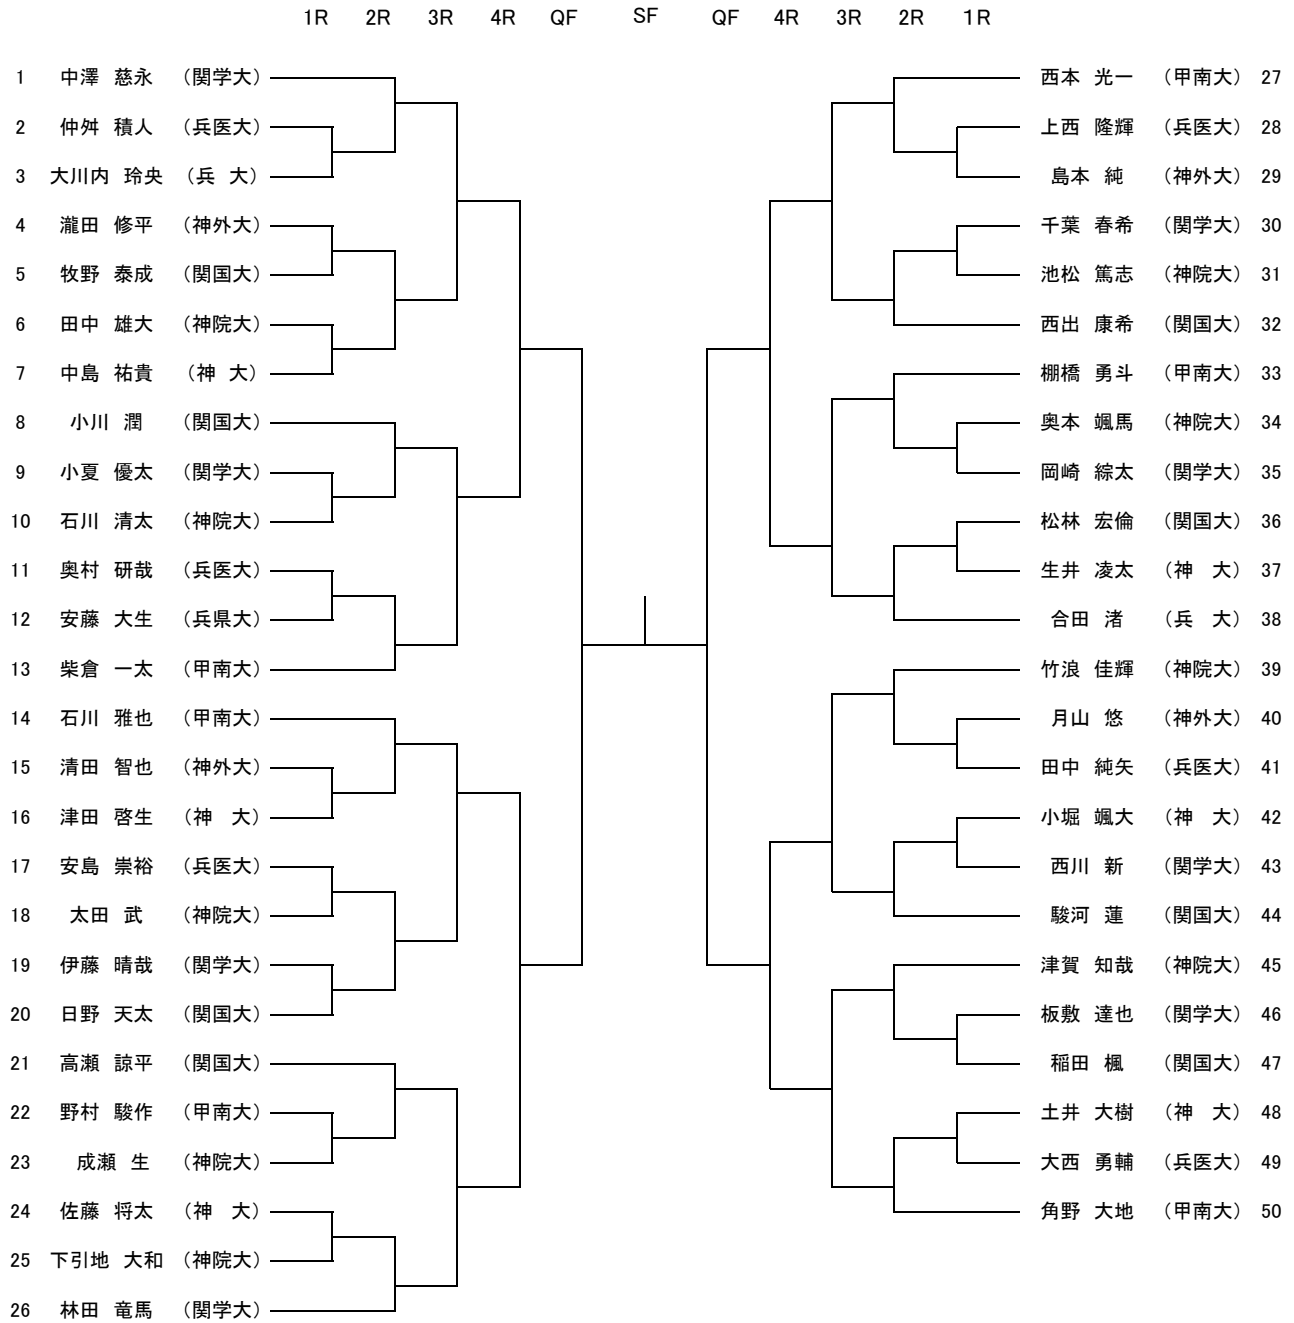 1R 2R 3R 4R QF SF QF 4R 3R 2R 1R
1 中澤 慈永 (関学大) 西本 光一 (甲南大) 27
2 仲舛 積人 (兵医大) 上西 隆輝 (兵医大) 28
3 大川内 玲央 (兵 大) 島本 純 (神外大) 29
4 瀧田 修平 (神外大) 千葉 春希 (関学大) 30
5 牧野 泰成 (関国大) 池松 篤志 (神院大) 31
6 田中 雄大 (神院大) 西出 康希 (関国大) 32
7 中島 祐貴 (神 大) 棚橋 勇斗 (甲南大) 33
8 小川 潤 (関国大) 奥本 颯馬 (神院大) 34
9 小夏 優太 (関学大) 岡崎 綜太 (関学大) 35
10 石川 清太 (神院大) 松林 宏倫 (関国大) 36
11 奥村 研哉 (兵医大) 生井 凌太 (神 大) 37
12 安藤 大生 (兵県大) 合田 渚 (兵 大) 38
13 柴倉 一太 (甲南大) 竹浪 佳輝 (神院大) 39
14 石川 雅也 (甲南大) 月山 悠 (神外大) 40
15 清田 智也 (神外大) 田中 純矢 (兵医大) 41
16 津田 啓生 (神 大) 小堀 颯大 (神 大) 42
17 安島 崇裕 (兵医大) 西川 新 (関学大) 43
18 太田 武 (神院大) 駿河 蓮 (関国大) 44
19 伊藤 晴哉 (関学大) 津賀 知哉 (神院大) 45
20 日野 天太 (関国大) 板敷 達也 (関学大) 46
21 高瀬 諒平 (関国大) 稲田 楓 (関国大) 47
22 野村 駿作 (甲南大) 土井 大樹 (神 大) 48
23 成瀬 生 (神院大) 大西 勇輔 (兵医大) 49
24 佐藤 将太 (神 大) 角野 大地 (甲南大) 50
25 下引地 大和 (神院大)
26 林田 竜馬 (関学大)